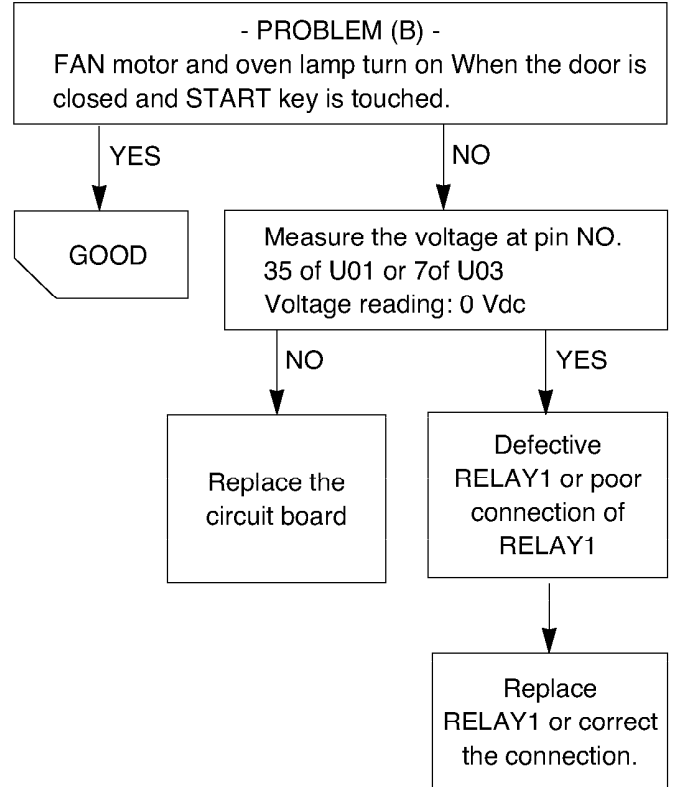 - PROBLEM (B) -
FAN motor and oven lamp turn on When the door is
closed and START key is touched.
YES
NO
GOOD
Measure the voltage at pin NO.
35 of U01 or 7of U03
Voltage reading: 0 Vdc
NO
YES
Replace the
circuit board
Defective
RELAY1 or poor
connection of
RELAY1
Replace
RELAY1 or correct
the connection.